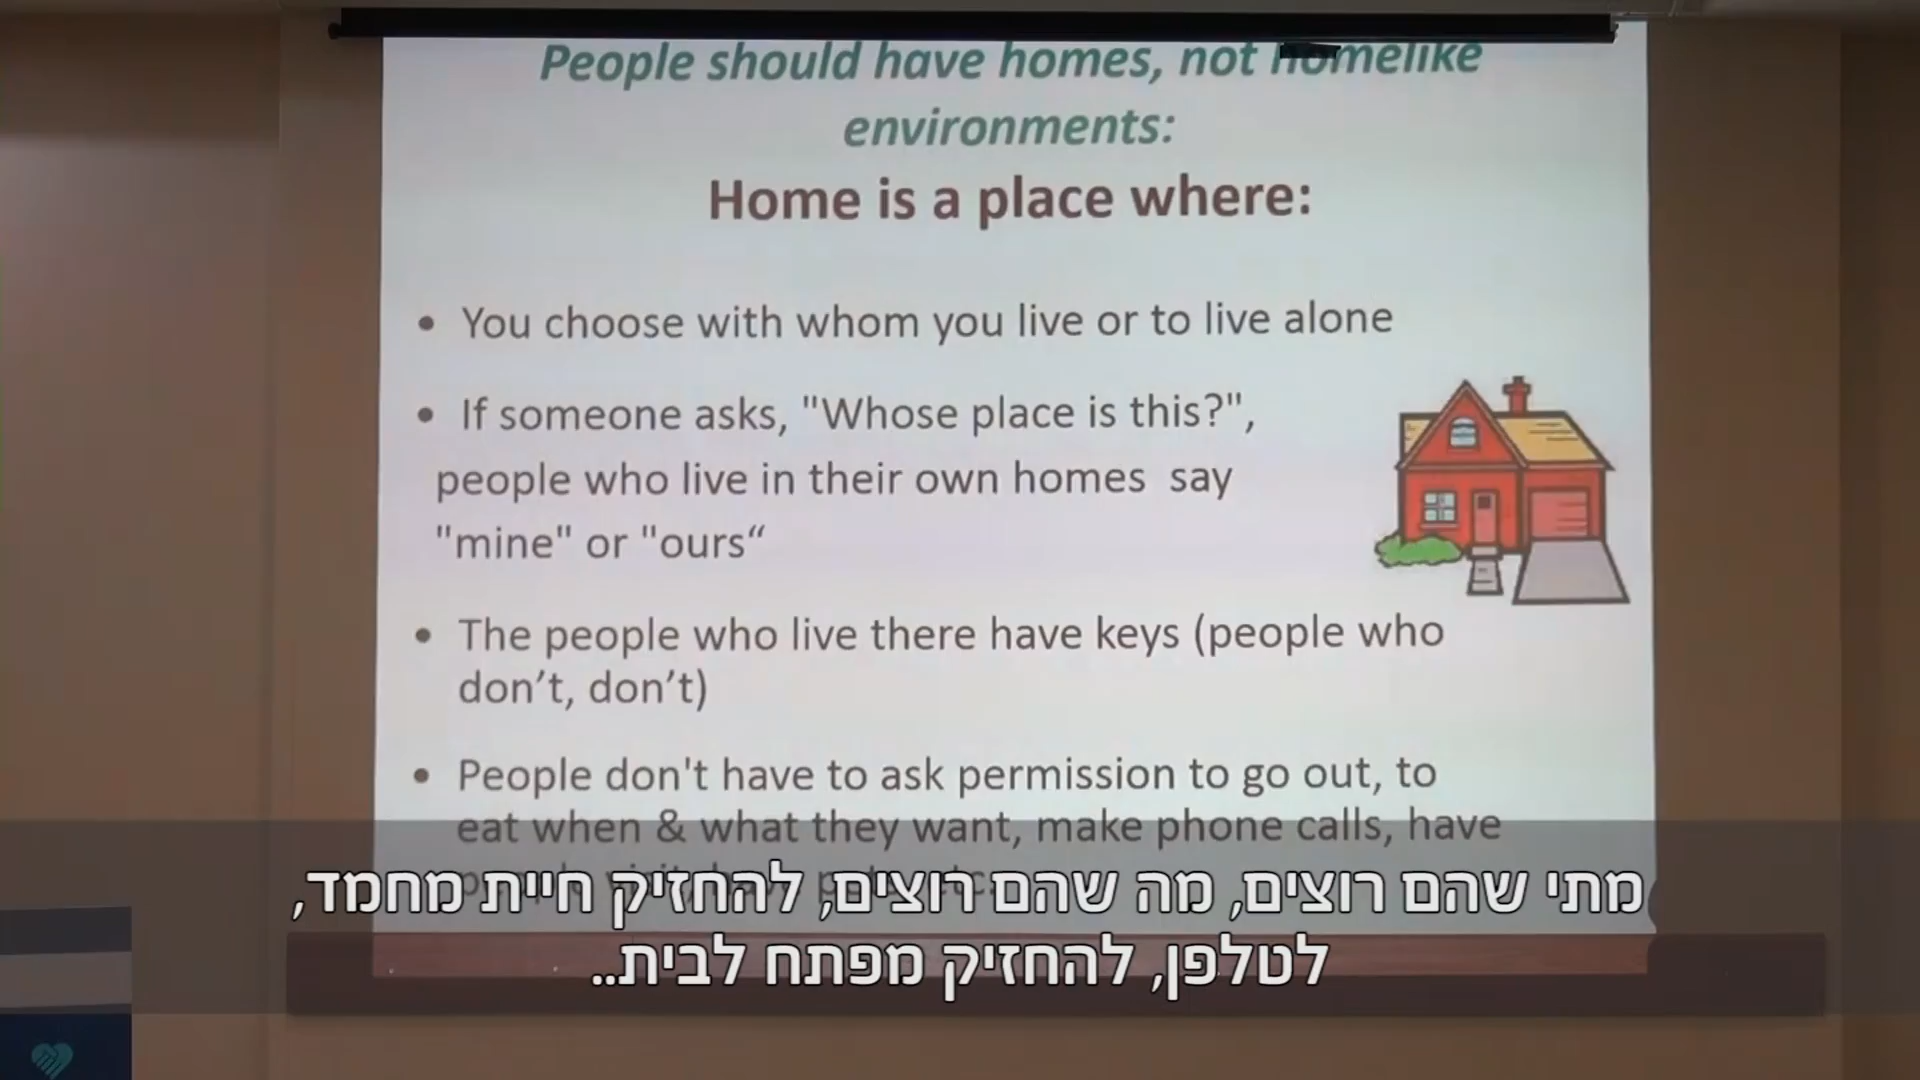 People should have homes, not homelike
environments:
Home is a place where:
• You choose with whom you live or to live alone
• If someone asks, "Whose place is this?",
people who live in their own homes say
"mine" or "ours“
• The people who live there have keys (people who
don’t, don’t)
• People don't have to ask permission to go out, to
eat when & what they want, make phone calls, have
מתי שהם רוצים, מה שהם רוצים, להחזיק חיית מחמד,
לטלפן, להחזיק מפתח לבית..